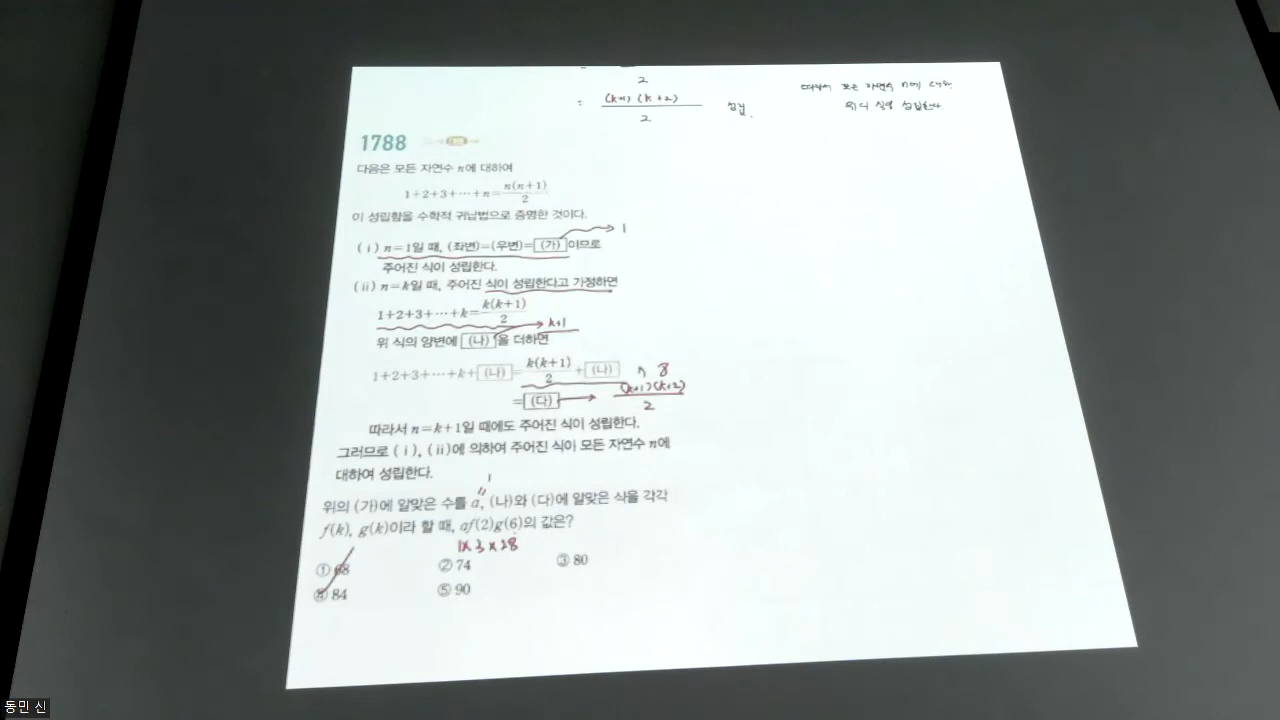 2
= (k+1)(k+2) / 2 성립.
따라서 모든 자연수 n에 대해
성립한다
1788
다음은 모든 자연수 n에 대하여
1+2+3+⋯+n=n(n+1)/2
이 성립함을 수학적 귀납법으로 증명한 것이다.
1
(ⅰ) n=1일 때, (좌변)=(우변)= (가) 이므로
주어진 식이 성립한다.
(ⅱ) n=k일 때, 주어진 식이 성립한다고 가정하면
1+2+3+⋯+k=k(k+1)/2
k+1
위 식의 양변에 (나) 을 더하면
1+2+3+⋯+k+ (나) =k(k+1)/2+ (나)
8
= (다) → (k+1)(k+2)/2
따라서 n=k+1일 때에도 주어진 식이 성립한다.
그러므로 (ⅰ), (ⅱ)에 의하여 주어진 식이 모든 자연수 n에
대하여 성립한다.
1
위의 (가)에 알맞은 수를 a, (나)와 (다)에 알맞은 식을 각각
f(k), g(k)이라 할 때, af(2)g(6)의 값은?
1×3×28
① 68 ② 74 ③ 80
④ 84 ⑤ 90
동민 신